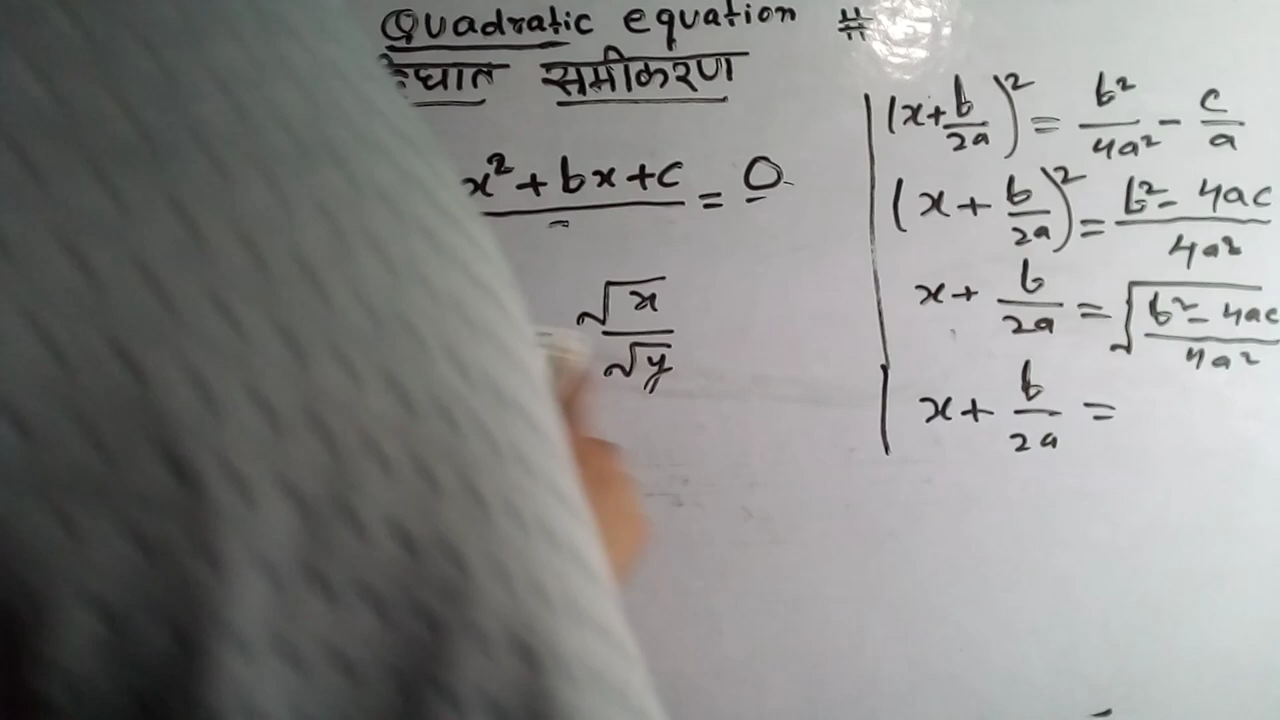 Quadratic equation #
घात समीकरण
x² + bx + c = 0
√x / √y
(x + b/2a)² = b²/4a² - c/a
(x + b/2a)² = b² - 4ac / 4a²
x + b/2a = √(b² - 4ac / 4a²)
x + b/2a =